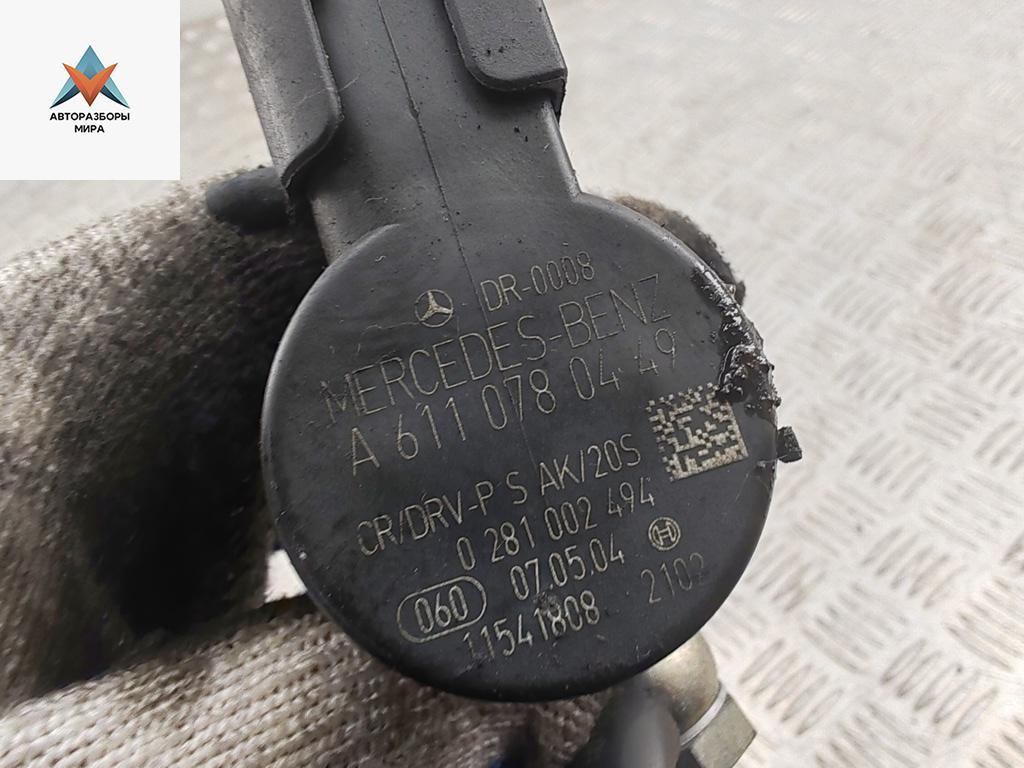 АВТОРАЗБОРЫ
МИРА
DR-0008
MERCEDES-BENZ
A 611 078 04 49
CR/DRV-P S AK/20S
0 281 002 494
060 07.05.04
11541808 2102